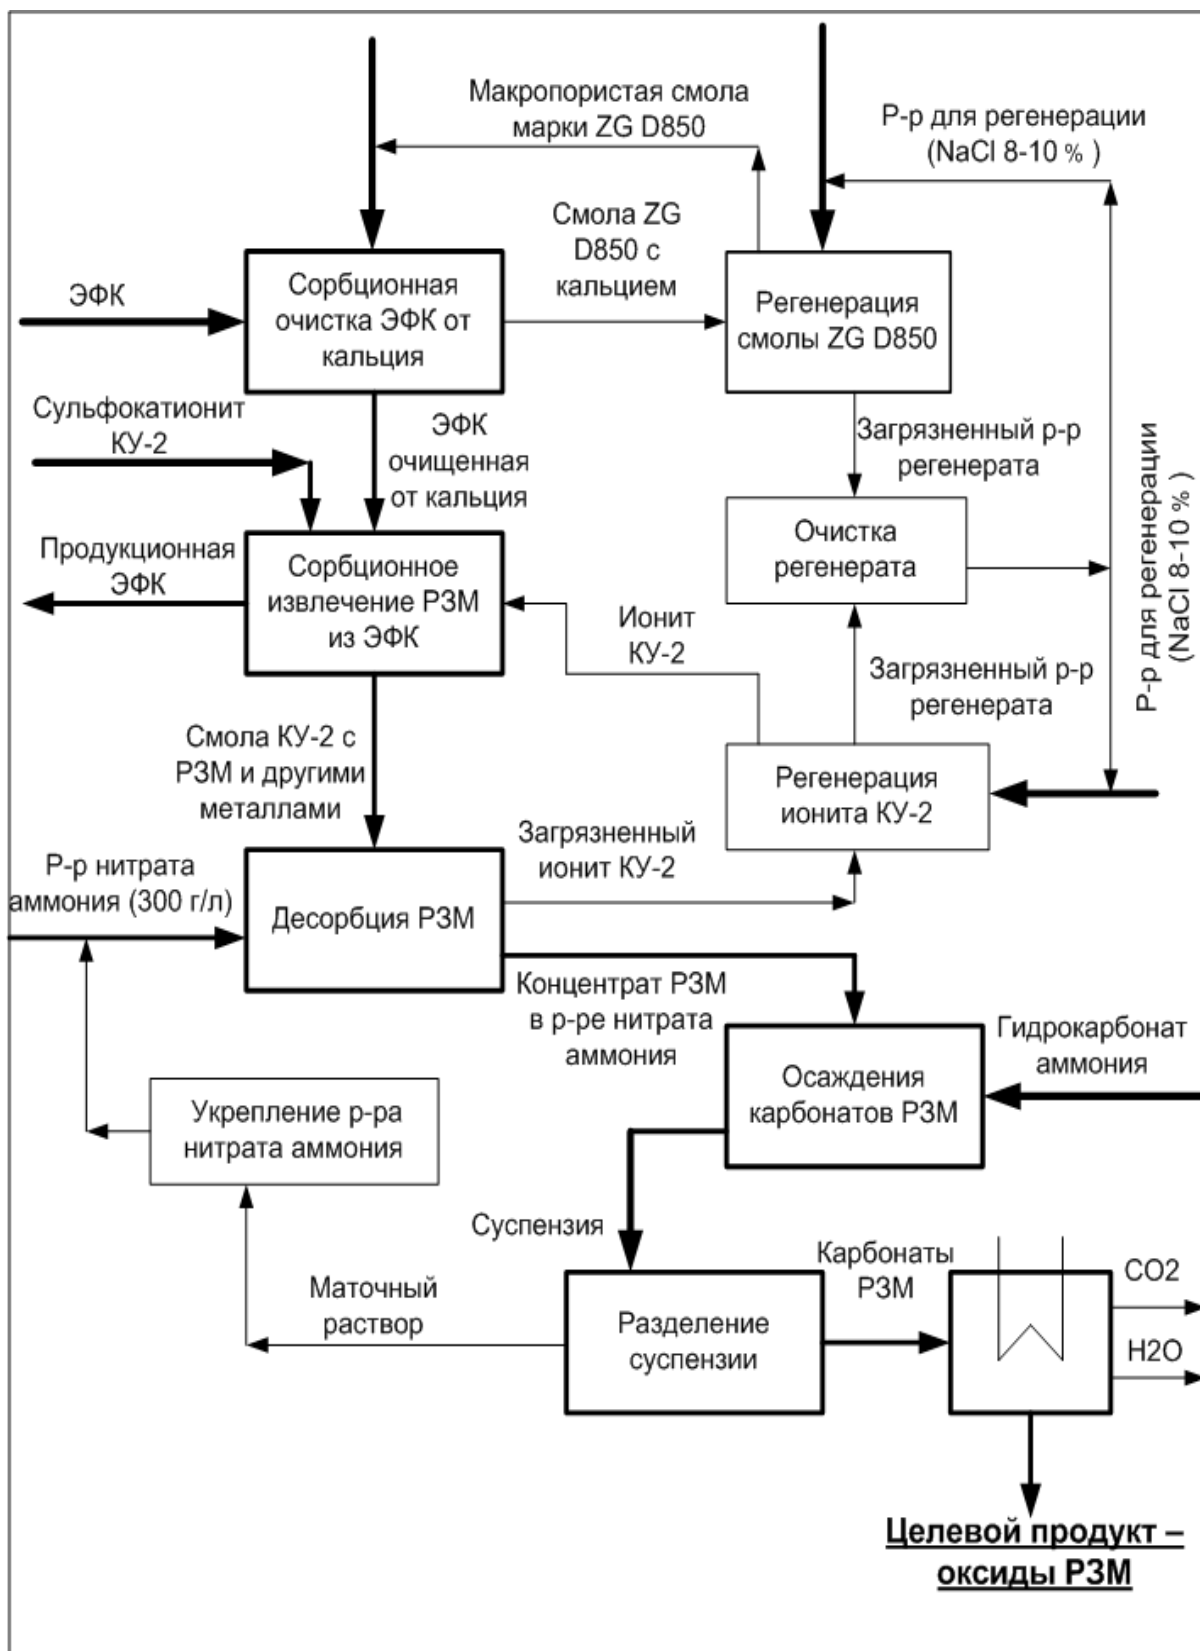 Макропористая смола
марки ZG D850
Р-р для регенерации
(NaCl 8-10 % )
Смола ZG
D850 с
кальцием
ЭФК
Сорбционная
очистка ЭФК от
кальция
Регенерация
смолы ZG D850
Сульфокатионит
КУ-2
ЭФК
очищенная
от кальция
Загрязненный р-р
регенерата
Р-р для регенерации
(NaCl 8-10 % )
Очистка
регенерата
Продукционная
ЭФК
Сорбционное
извлечение РЗМ
из ЭФК
Ионит
КУ-2
Загрязненный р-р
регенерата
Смола КУ-2 с
РЗМ и другими
металлами
Регенерация
ионита КУ-2
Загрязненный
ионит КУ-2
Р-р нитрата
аммония (300 г/л)
Десорбция РЗМ
Концентрат РЗМ
в р-ре нитрата
аммония
Гидрокарбонат
аммония
Осаждения
карбонатов РЗМ
Укрепление р-ра
нитрата аммония
Суспензия
Карбонаты
РЗМ
Маточный
раствор
Разделение
суспензии
CO2
H2O
Целевой продукт –
оксиды РЗМ